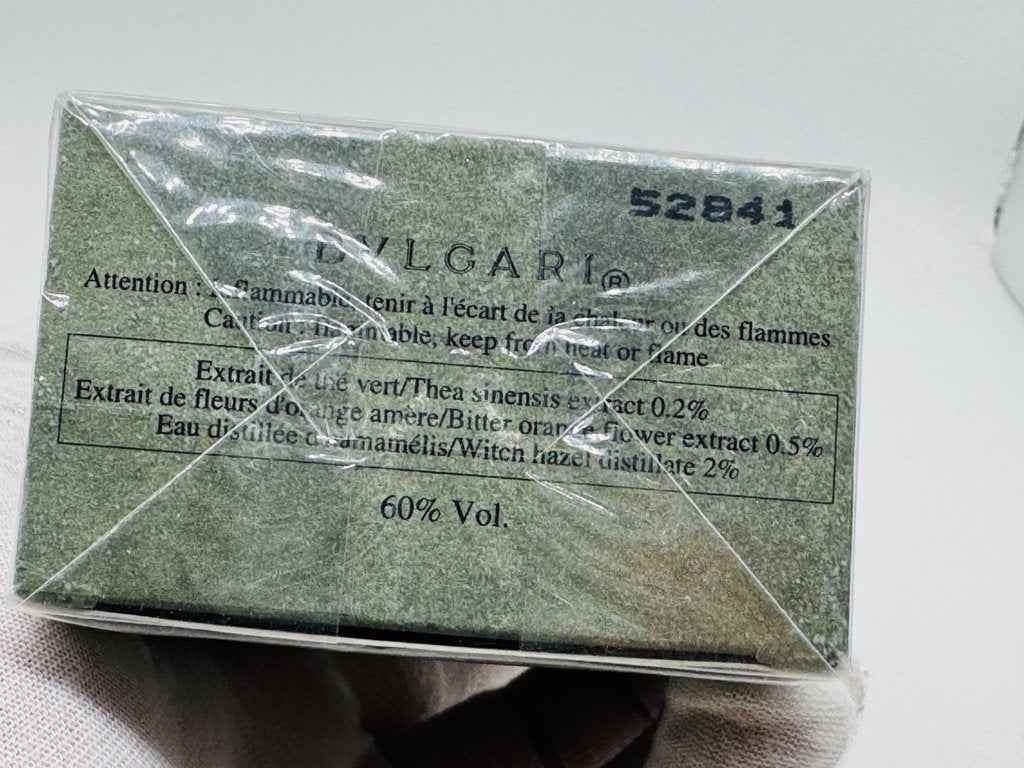 52841
BVLGARI®
Attention : Inflammable, tenir à l'écart de la chaleur ou des flammes
Caution : flammable, keep from heat or flame
Extrait de thé vert/Thea sinensis extract 0.2%
Extrait de fleurs d'orange amère/Bitter orange flower extract 0.5%
Eau distillée d'hamamélis/Witch hazel distillate 2%
60% Vol.